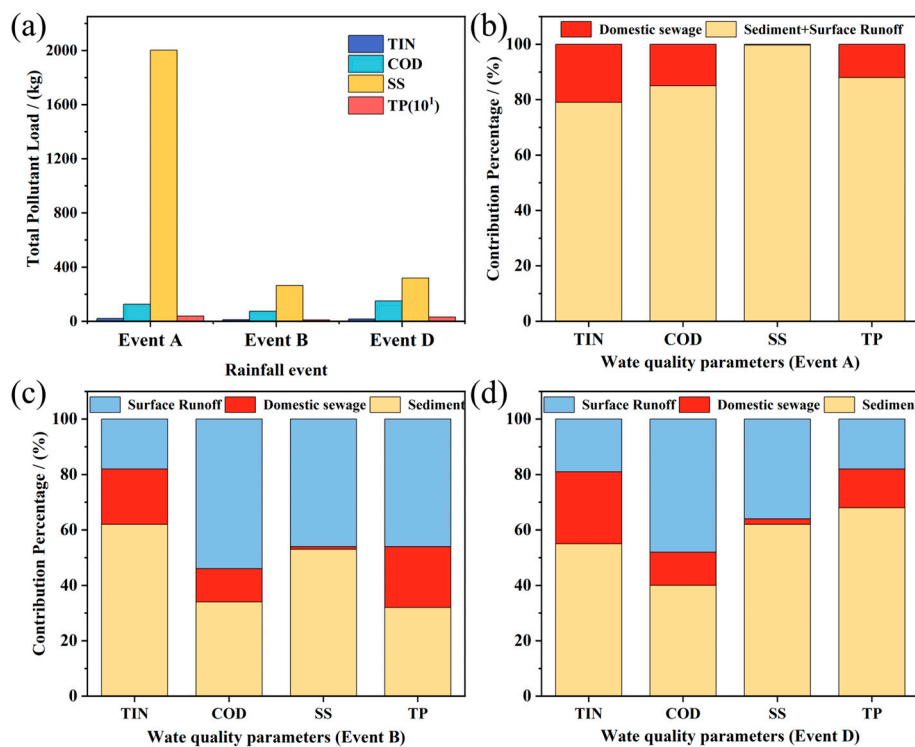 (a)
Total Pollutant Load / (kg)
2000
1600
1200
800
400
0
TIN
COD
SS
TP(10¹)
Event A Event B Event D
Rainfall event
(b)
Contribution Percentage / (%)
100
80
60
40
20
0
Domestic sewage Sediment+Surface Runoff
TIN COD SS TP
Wate quality parameters (Event A)
(c)
Contribution Percentage / (%)
100
80
60
40
20
0
Surface Runoff Domestic sewage Sediment
TIN COD SS TP
Wate quality parameters (Event B)
(d)
Contribution Percentage / (%)
100
80
60
40
20
0
Surface Runoff Domestic sewage Sediment
TIN COD SS TP
Wate quality parameters (Event D)